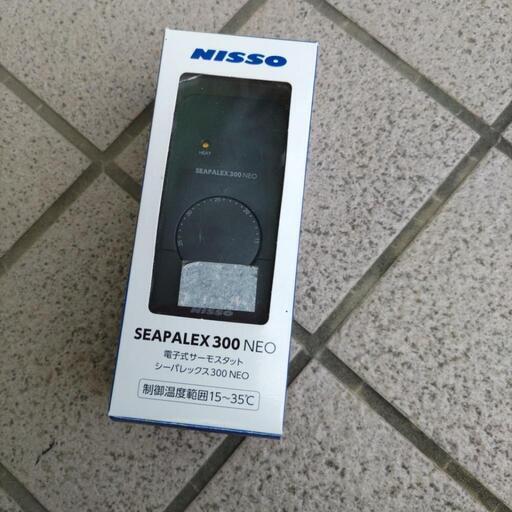 NISSO
HEAT
SEAPALEX 300 NEO
NISSO
SEAPALEX 300 NEO
電子式サーモスタット
シーパレックス300 NEO
制御温度範囲15～35℃